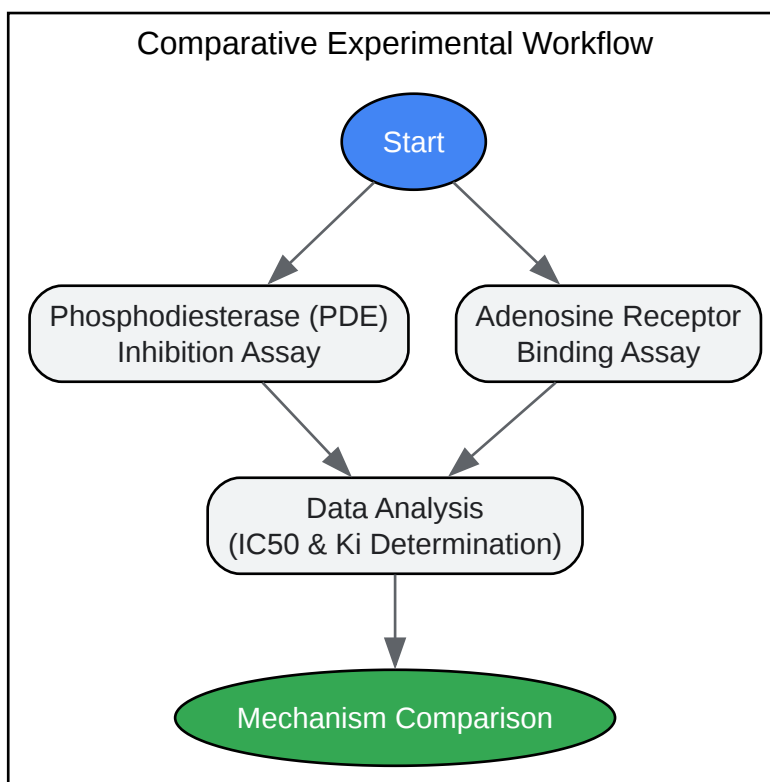 Comparative Experimental Workflow
Start
Phosphodiesterase (PDE)
Inhibition Assay
Adenosine Receptor
Binding Assay
Data Analysis
(IC50 & Ki Determination)
Mechanism Comparison